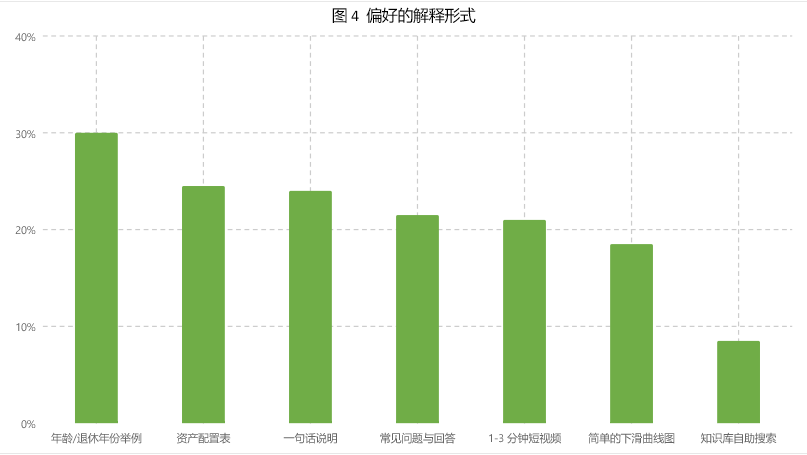 图 4 偏好的解释形式
40%
30%
20%
10%
0%
年龄/退休年份举例
资产配置表
一句话说明
常见问题与回答
1-3 分钟短视频
简单的下滑曲线图
知识库自助搜索